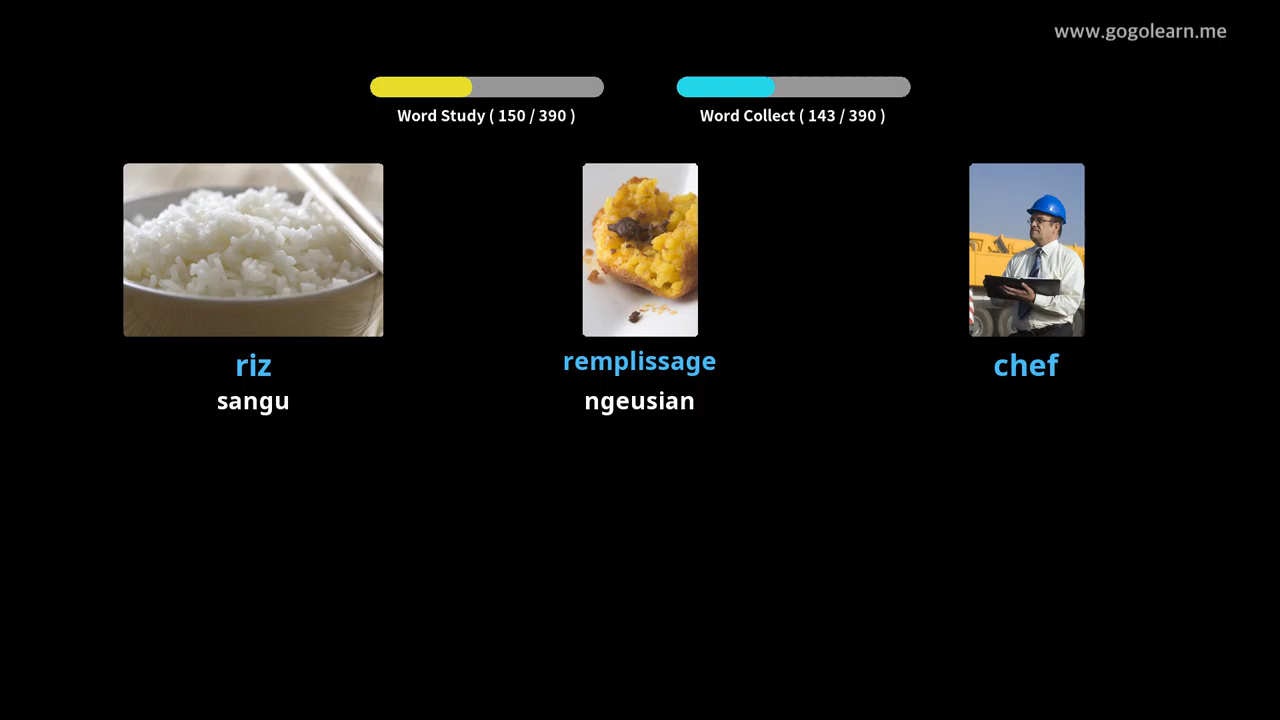 www.gogolearn.me
Word Study ( 150 / 390 )
Word Collect ( 143 / 390 )
riz
sangu
remplissage
ngeusian
chef